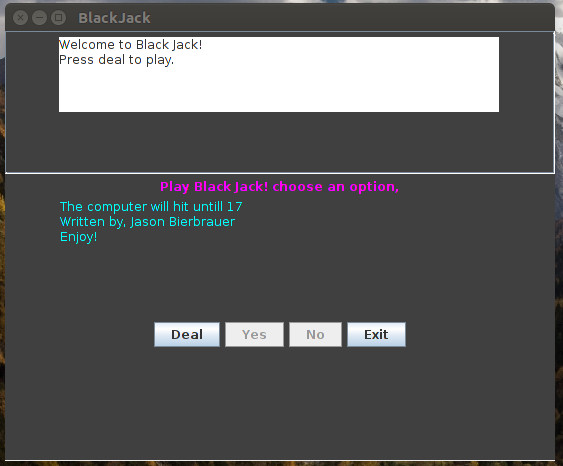 BlackJack
Welcome to Black Jack!
Press deal to play.
Play Black Jack! choose an option,
The computer will hit untill 17
Written by, Jason Bierbrauer
Enjoy!
Deal Yes No Exit